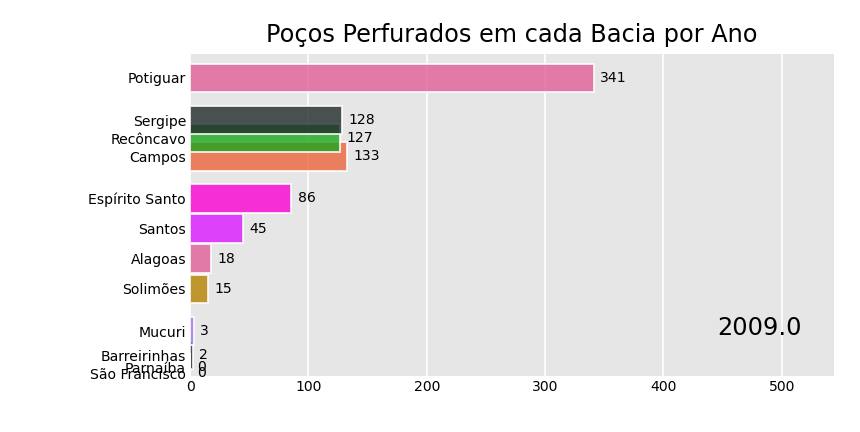 Poços Perfurados em cada Bacia por Ano
Potiguar 341
Sergipe 128
Recôncavo 127
Campos 133
Espírito Santo 86
Santos 45
Alagoas 18
Solimões 15
Mucuri 3
2009.0
Barreirinhas 2
Parnaíba 0
São Francisco 0
0 100 200 300 400 500